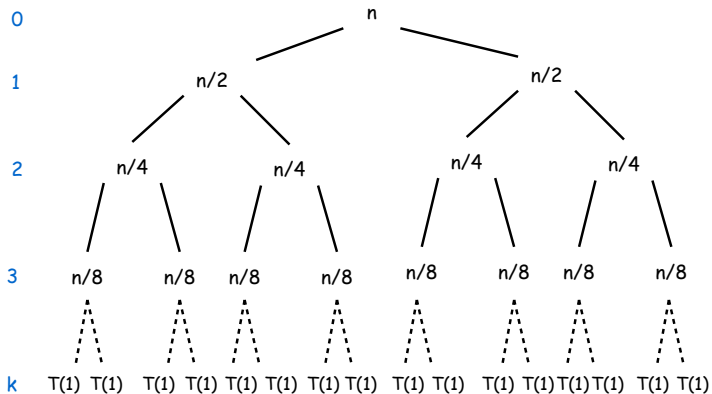 0 n
1 n/2 n/2
2 n/4 n/4 n/4 n/4
3 n/8 n/8 n/8 n/8 n/8 n/8 n/8 n/8
k T(1) T(1) T(1) T(1) T(1) T(1) T(1) T(1) T(1) T(1) T(1) T(1) T(1) T(1) T(1) T(1)